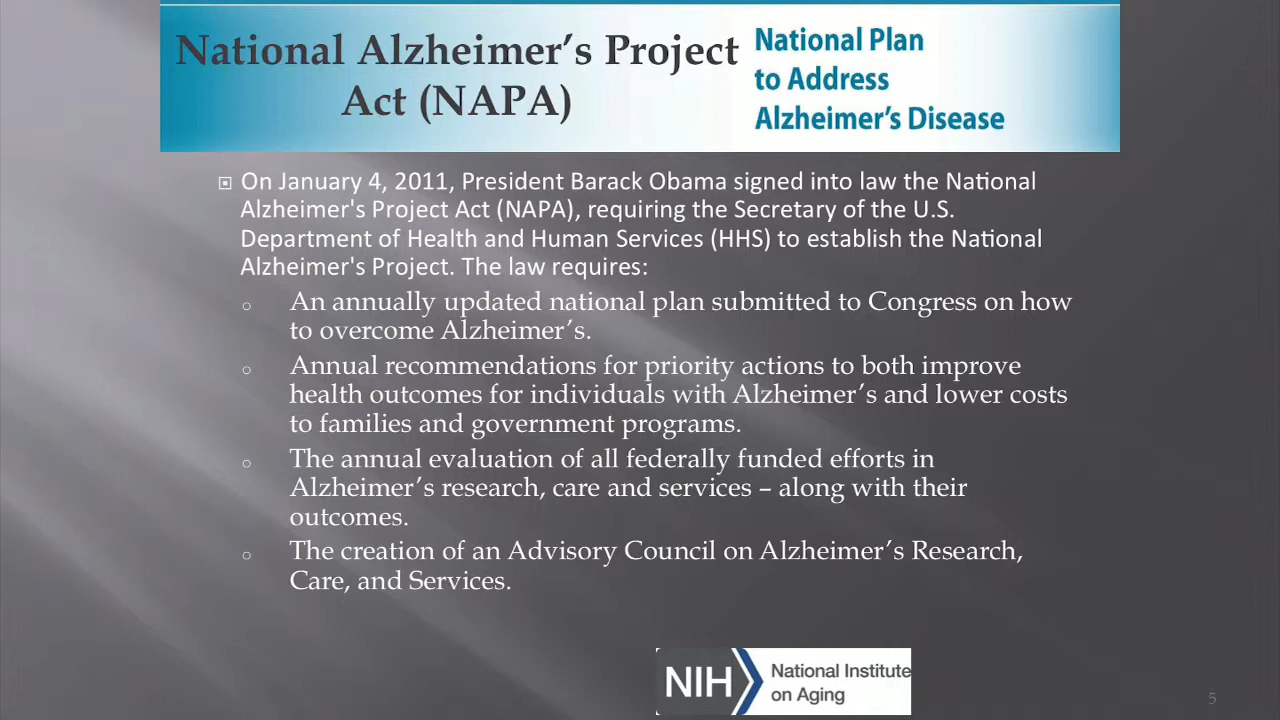 National Alzheimer’s Project
Act (NAPA)
National Plan
to Address
Alzheimer’s Disease
On January 4, 2011, President Barack Obama signed into law the National
Alzheimer's Project Act (NAPA), requiring the Secretary of the U.S.
Department of Health and Human Services (HHS) to establish the National
Alzheimer's Project. The law requires:
An annually updated national plan submitted to Congress on how
to overcome Alzheimer’s.
Annual recommendations for priority actions to both improve
health outcomes for individuals with Alzheimer’s and lower costs
to families and government programs.
The annual evaluation of all federally funded efforts in
Alzheimer’s research, care and services – along with their
outcomes.
The creation of an Advisory Council on Alzheimer’s Research,
Care, and Services.
NIH
National Institute
on Aging
5